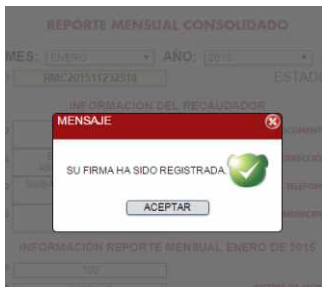 REPORTE MENSUAL CONSOLIDADO
MES: ENERO AÑO: 2015
ESTADO
INFORMACIÓN DEL RECAUDADOR
MENSAJE
SU FIRMA HA SIDO REGISTRADA.
ACEPTAR
INFORMACIÓN REPORTE MENSUAL ENERO DE 2015
100